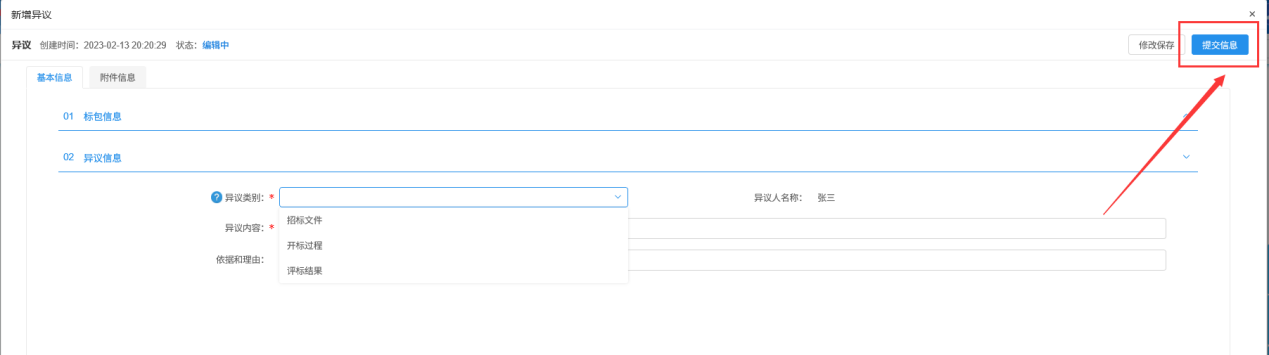 新增异议 ×
异议 创建时间: 2023-02-13 20:20:29 状态: 编辑中 修改保存 提交信息
基本信息 附件信息
01 标包信息
02 异议信息
? 异议类别: * 异议人名称: 张三
招标文件
异议内容: *
开标过程
依据和理由:
评标结果